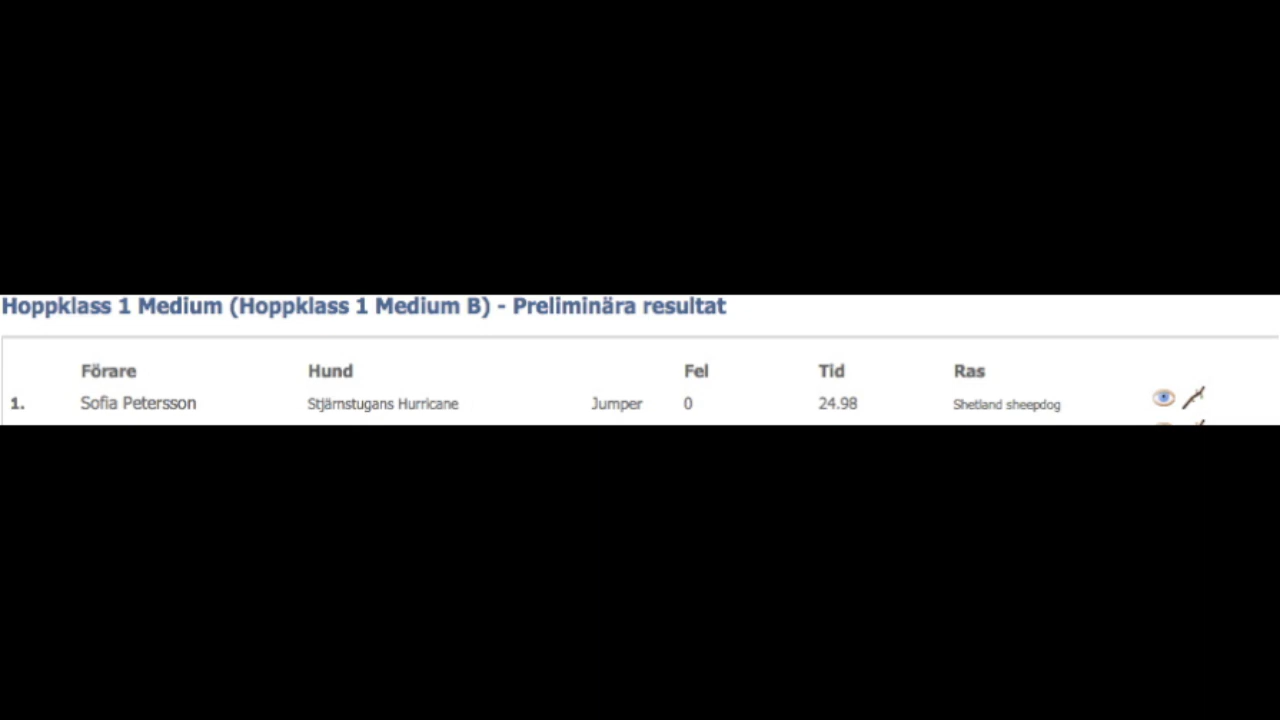 Hoppklass 1 Medium (Hoppklass 1 Medium B) - Preliminära resultat
Förare Hund Fel Tid Ras
1. Sofia Petersson Stjärnstugans Hurricane Jumper 0 24.98 Shetland sheepdog